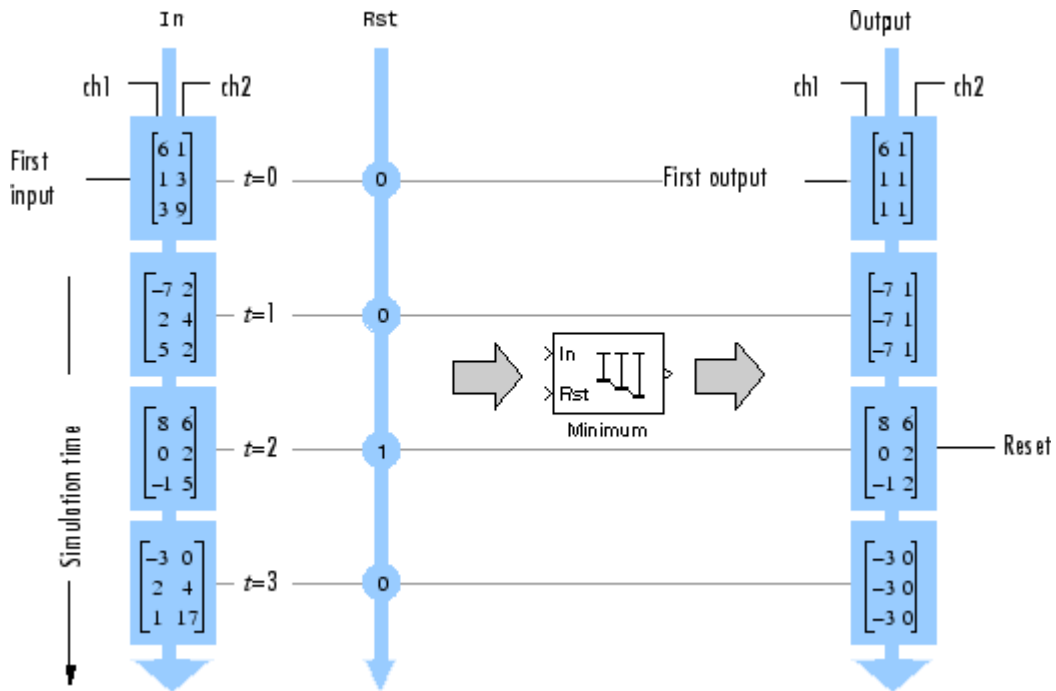 In Rst Output
ch1 ch2 ch1 ch2
First input
6 1
1 3
3 9
t=0
0
First output
6 1
1 1
1 1
-7 2
2 4
5 2
t=1
0
-7 1
-7 1
-7 1
In
Rst
Minimum
Simulation time
8 6
0 2
-1 5
t=2
1
8 6
0 2
-1 2
Reset
-3 0
2 4
1 17
t=3
0
-3 0
-3 0
-3 0